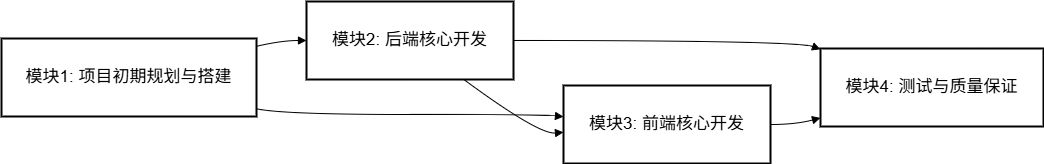 模块1: 项目初期规划与搭建
模块2: 后端核心开发
模块3: 前端核心开发
模块4: 测试与质量保证